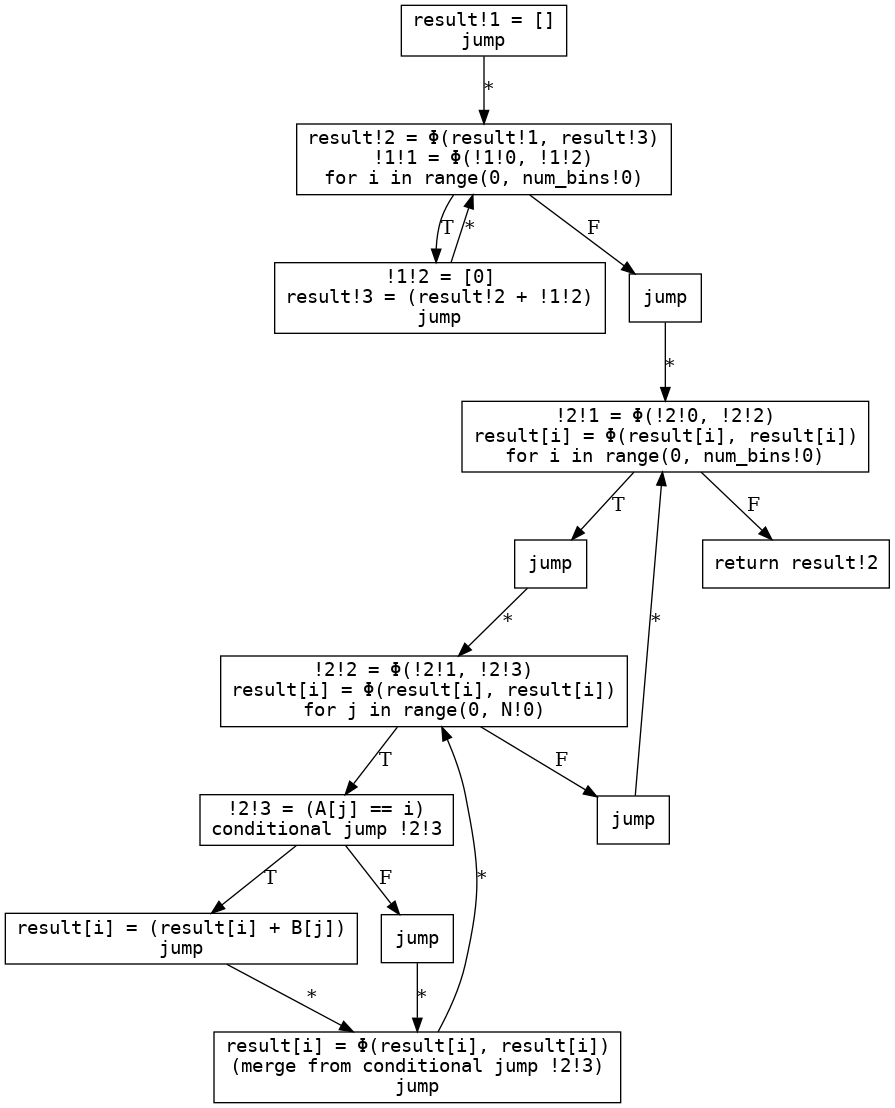 result!1 = []
jump
*
result!2 = Φ(result!1, result!3)
!1!1 = Φ(!1!0, !1!2)
for i in range(0, num_bins!0)
T
*
F
!1!2 = [0]
result!3 = (result!2 + !1!2)
jump
jump
*
!2!1 = Φ(!2!0, !2!2)
result[i] = Φ(result[i], result[i])
for i in range(0, num_bins!0)
T
F
jump
return result!2
*
*
!2!2 = Φ(!2!1, !2!3)
result[i] = Φ(result[i], result[i])
for j in range(0, N!0)
T
F
!2!3 = (A[j] == i)
conditional jump !2!3
jump
T
F
*
result[i] = (result[i] + B[j])
jump
jump
*
*
result[i] = Φ(result[i], result[i])
(merge from conditional jump !2!3)
jump